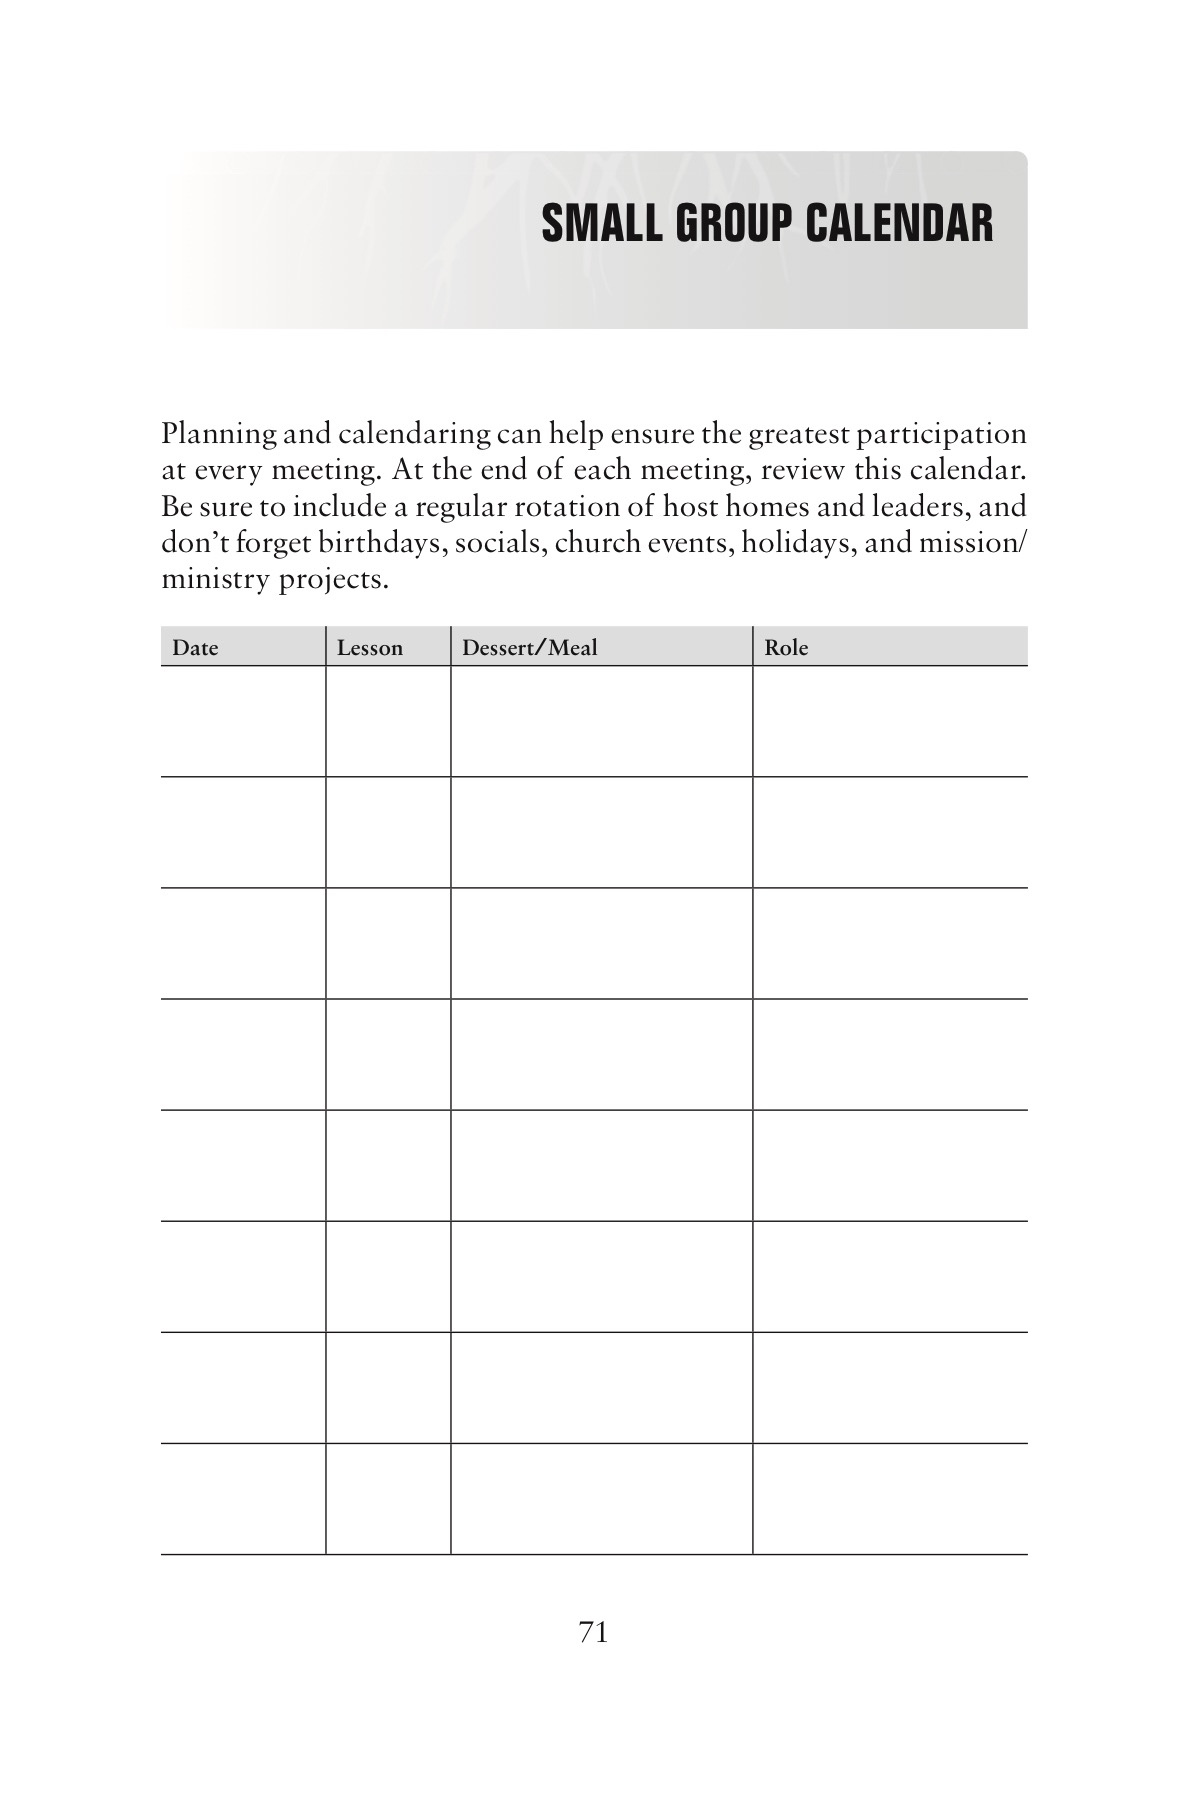 SMALL GROUP CALENDAR
Planning and calendaring can help ensure the greatest participation
at every meeting. At the end of each meeting, review this calendar.
Be sure to include a regular rotation of host homes and leaders, and
don’t forget birthdays, socials, church events, holidays, and mission/
ministry projects.
Date Lesson Dessert/Meal Role
71